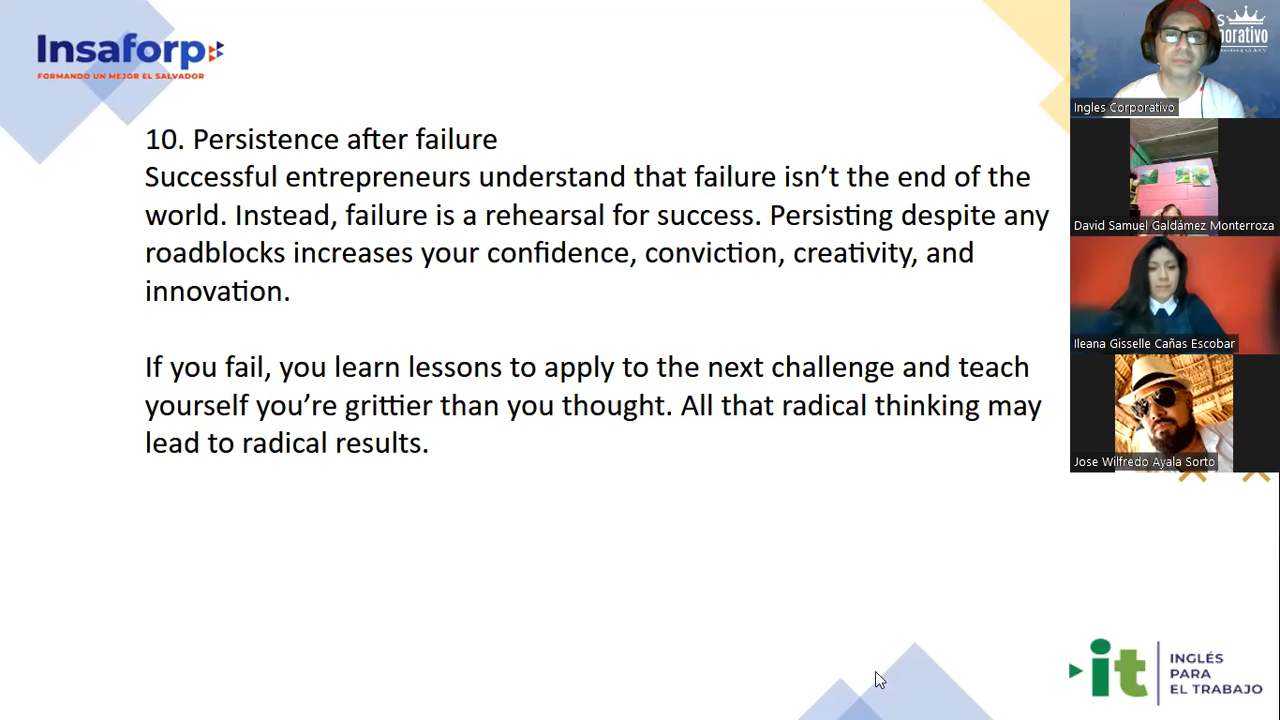 Insaforp
FORMANDO UN MEJOR EL SALVADOR
10. Persistence after failure
Successful entrepreneurs understand that failure isn’t the end of the
world. Instead, failure is a rehearsal for success. Persisting despite any
roadblocks increases your confidence, conviction, creativity, and
innovation.
If you fail, you learn lessons to apply to the next challenge and teach
yourself you’re grittier than you thought. All that radical thinking may
lead to radical results.
Ingles Corporativo
David Samuel Galdámez Monterroza
Ileana Gisselle Cañas Escobar
Jose Wilfredo Ayala Sorto
it
INGLÉS
PARA
EL TRABAJO